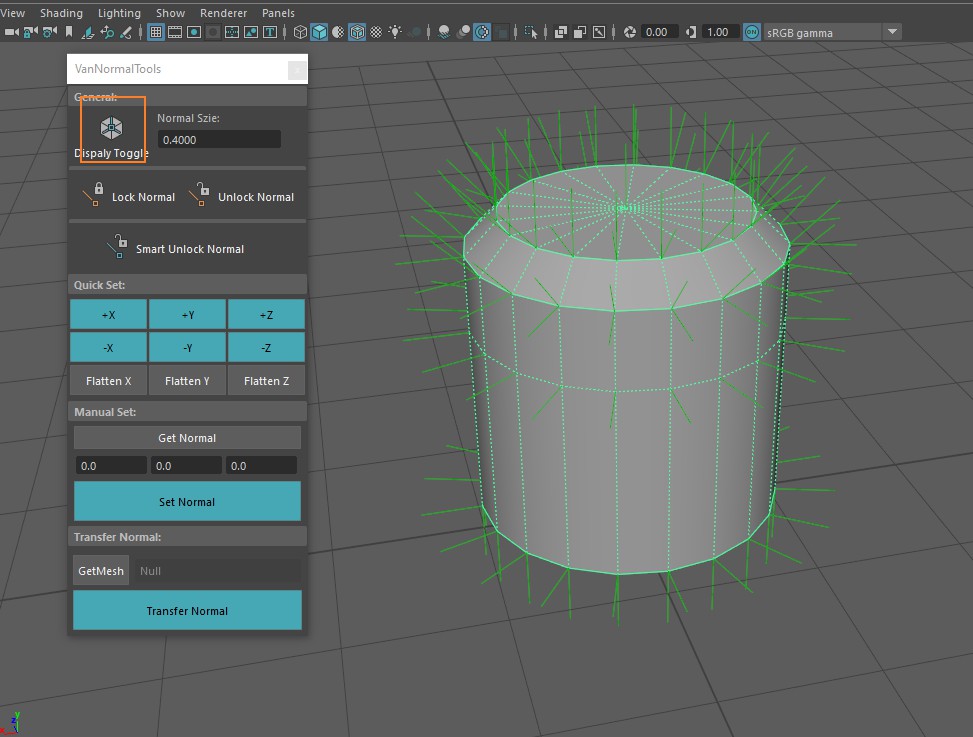 View Shading Lighting Show Renderer Panels
0.00 1.00 ON sRGB gamma
VanNormalTools
General:
Normal Szie:
0.4000
Dispaly Toggle
Lock Normal Unlock Normal
Smart Unlock Normal
Quick Set:
+X +Y +Z
-X -Y -Z
Flatten X Flatten Y Flatten Z
Manual Set:
Get Normal
0.0 0.0 0.0
Set Normal
Transfer Normal:
GetMesh Null
Transfer Normal
y
z
x